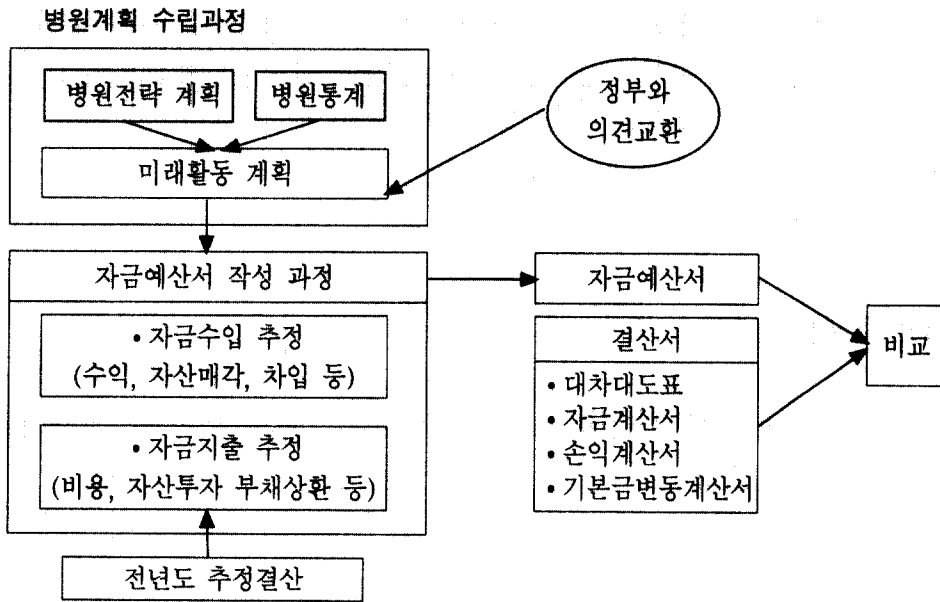 병원계획 수립과정
병원전략 계획
병원통계
정부와
의견교환
미래활동 계획
자금예산서 작성 과정
• 자금수입 추정
(수익, 자산매각, 차입 등)
• 자금지출 추정
(비용, 자산투자 부채상환 등)
전년도 추정결산
자금예산서
결산서
• 대차대도표
• 자금계산서
• 손익계산서
• 기본금변동계산서
비교